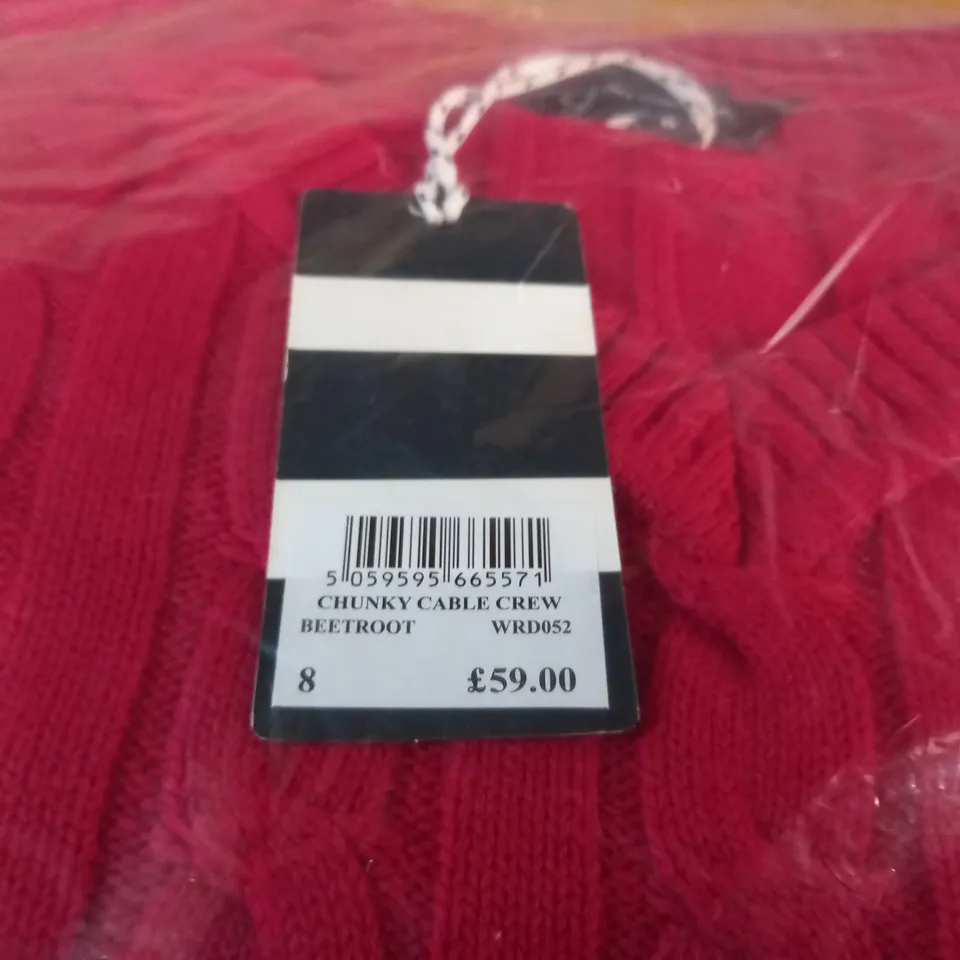 5 059595 665571
CHUNKY CABLE CREW
BEETROOT WRD052
8 £59.00